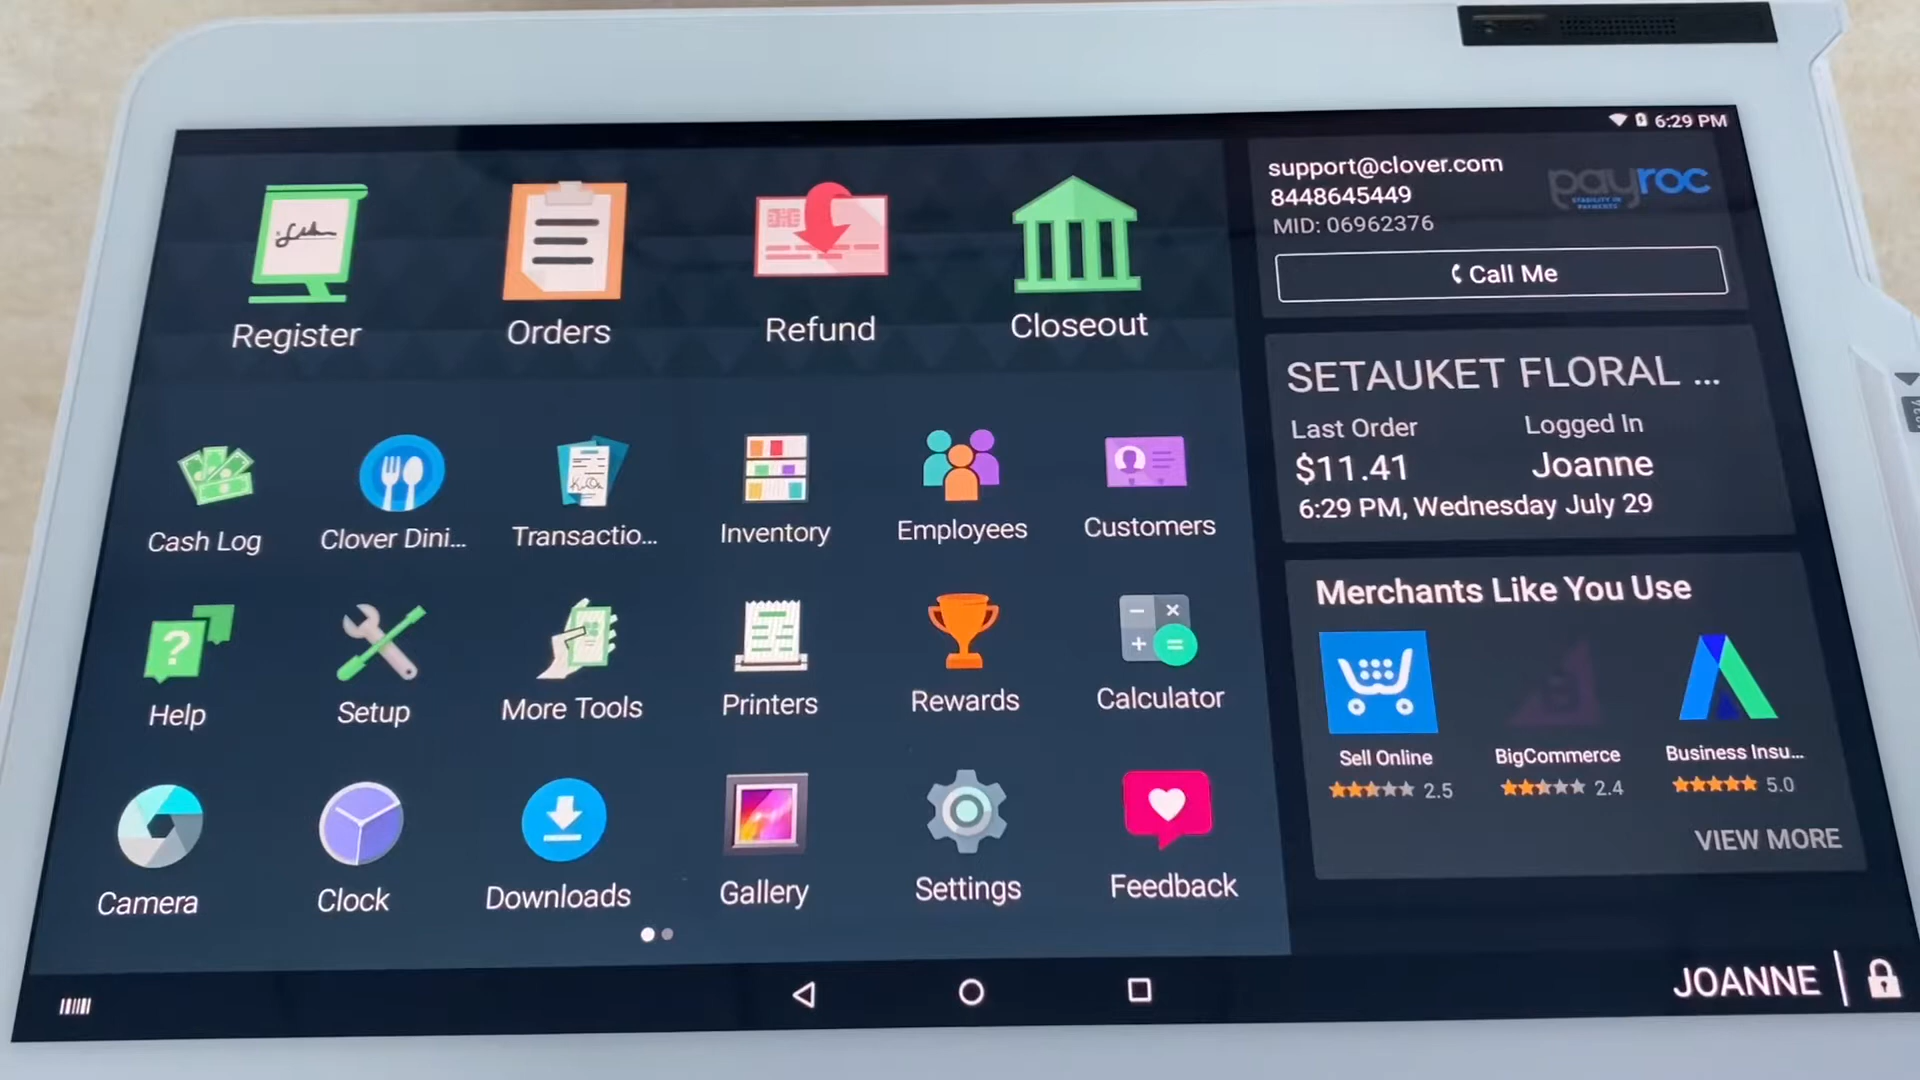 6:29 PM
support@clover.com
8448645449
MID: 06962376
payroc
STABILITY IN
PAYMENTS
Call Me
Register
Orders
Refund
Closeout
SETAUKET FLORAL ...
Last Order
Logged In
$11.41
Joanne
6:29 PM, Wednesday July 29
Cash Log
Clover Dini...
Transactio...
Inventory
Employees
Customers
Merchants Like You Use
Help
Setup
More Tools
Printers
Rewards
Calculator
Sell Online
BigCommerce
Business Insu...
2.5
2.4
5.0
VIEW MORE
Camera
Clock
Downloads
Gallery
Settings
Feedback
JOANNE